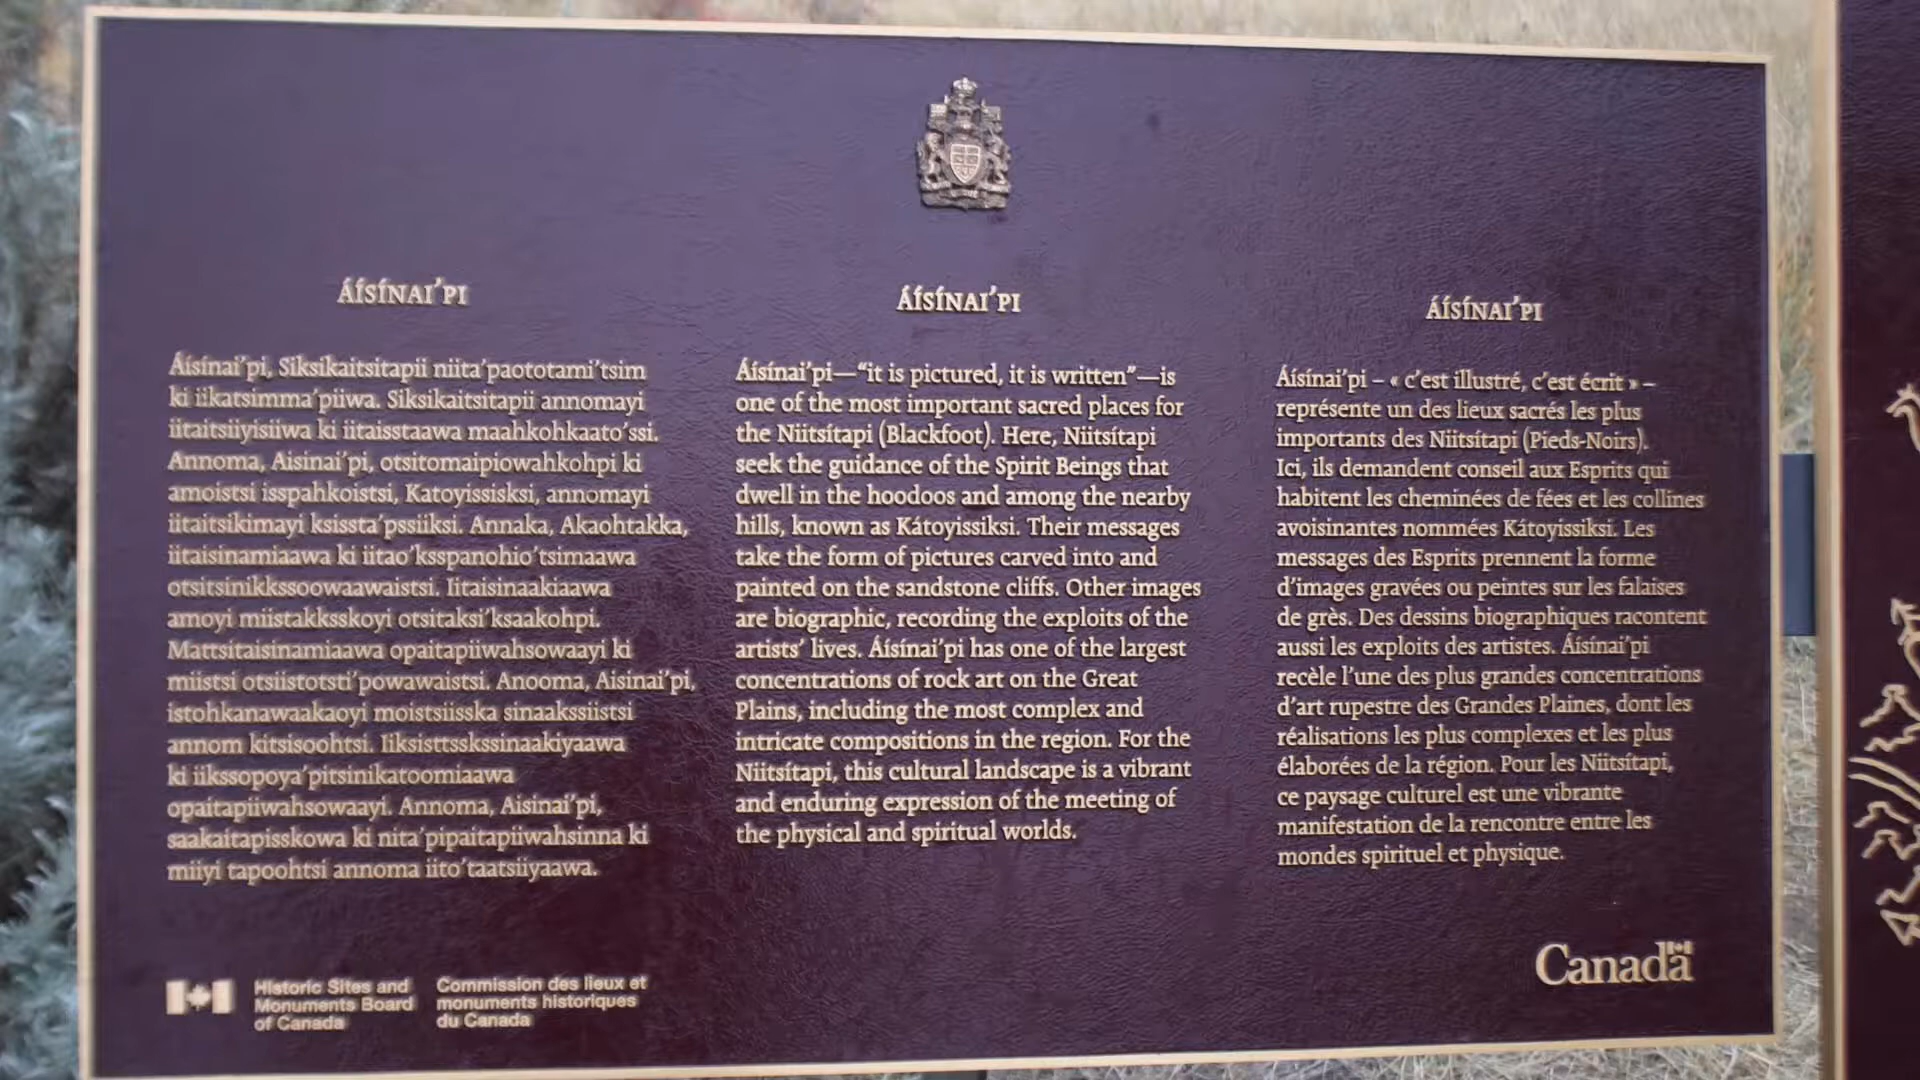 ÁÍSÍNAI'PI
Áísínai'pi, Siksikaitsitapii niita'paototami'tsim
ki iikatsimma'piiwa. Siksikaitsitapii annomayi
iitaitsiiyisiiwa ki iitaisstaawa maahkohkaato'ssi.
Annoma, Aisinai'pi, otsitomaipiowahkohpi ki
amoistsi isspahkoistsi, Katoyissisksi, annomayi
iitaitsikimayi ksissta'pssiiksi. Annaka, Akaohtakka,
iitaisinamiaawa ki iitao'ksspanohio'tsimaawa
otsitsinikkssoowaawaistsi. Iitaisinaakiaawa
amoyi miistakksskoyi otsitaksi'ksaakohpi.
Mattsitaisinamiaawa opaitapiiwahsowaayi ki
miistsi otsiistotsti'powawaistsi. Anooma, Aisinai'pi,
istohkanawaakaoyi moistsiisska sinaakssiistsi
annom kitsisoohtsi. Iiksisttsskssinaakiyaawa
ki iikssopoya'pitsinikatoomiaawa
opaitapiiwahsowaayi. Annoma, Aisinai'pi,
saakaitapisskowa ki nita'pipaitapiiwahsinna ki
miiyi tapoohtsi annoma iito'taatsiiyaawa.
ÁÍSÍNAI'PI
Áísínai'pi—“it is pictured, it is written”—is
one of the most important sacred places for
the Niitsítapi (Blackfoot). Here, Niitsítapi
seek the guidance of the Spirit Beings that
dwell in the hoodoos and among the nearby
hills, known as Kátoyissiksi. Their messages
take the form of pictures carved into and
painted on the sandstone cliffs. Other images
are biographic, recording the exploits of the
artists' lives. Áísínai'pi has one of the largest
concentrations of rock art on the Great
Plains, including the most complex and
intricate compositions in the region. For the
Niitsítapi, this cultural landscape is a vibrant
and enduring expression of the meeting of
the physical and spiritual worlds.
ÁÍSÍNAI'PI
Áísínai'pi – « c'est illustré, c'est écrit » –
représente un des lieux sacrés les plus
importants des Niitsítapi (Pieds-Noirs).
Ici, ils demandent conseil aux Esprits qui
habitent les cheminées de fées et les collines
avoisinantes nommées Kátoyissiksi. Les
messages des Esprits prennent la forme
d'images gravées ou peintes sur les falaises
de grès. Des dessins biographiques racontent
aussi les exploits des artistes. Áísínai'pi
recèle l'une des plus grandes concentrations
d'art rupestre des Grandes Plaines, dont les
réalisations les plus complexes et les plus
élaborées de la région. Pour les Niitsítapi,
ce paysage culturel est une vibrante
manifestation de la rencontre entre les
mondes spirituel et physique.
Historic Sites and
Monuments Board
of Canada
Commission des lieux et
monuments historiques
du Canada
Canada